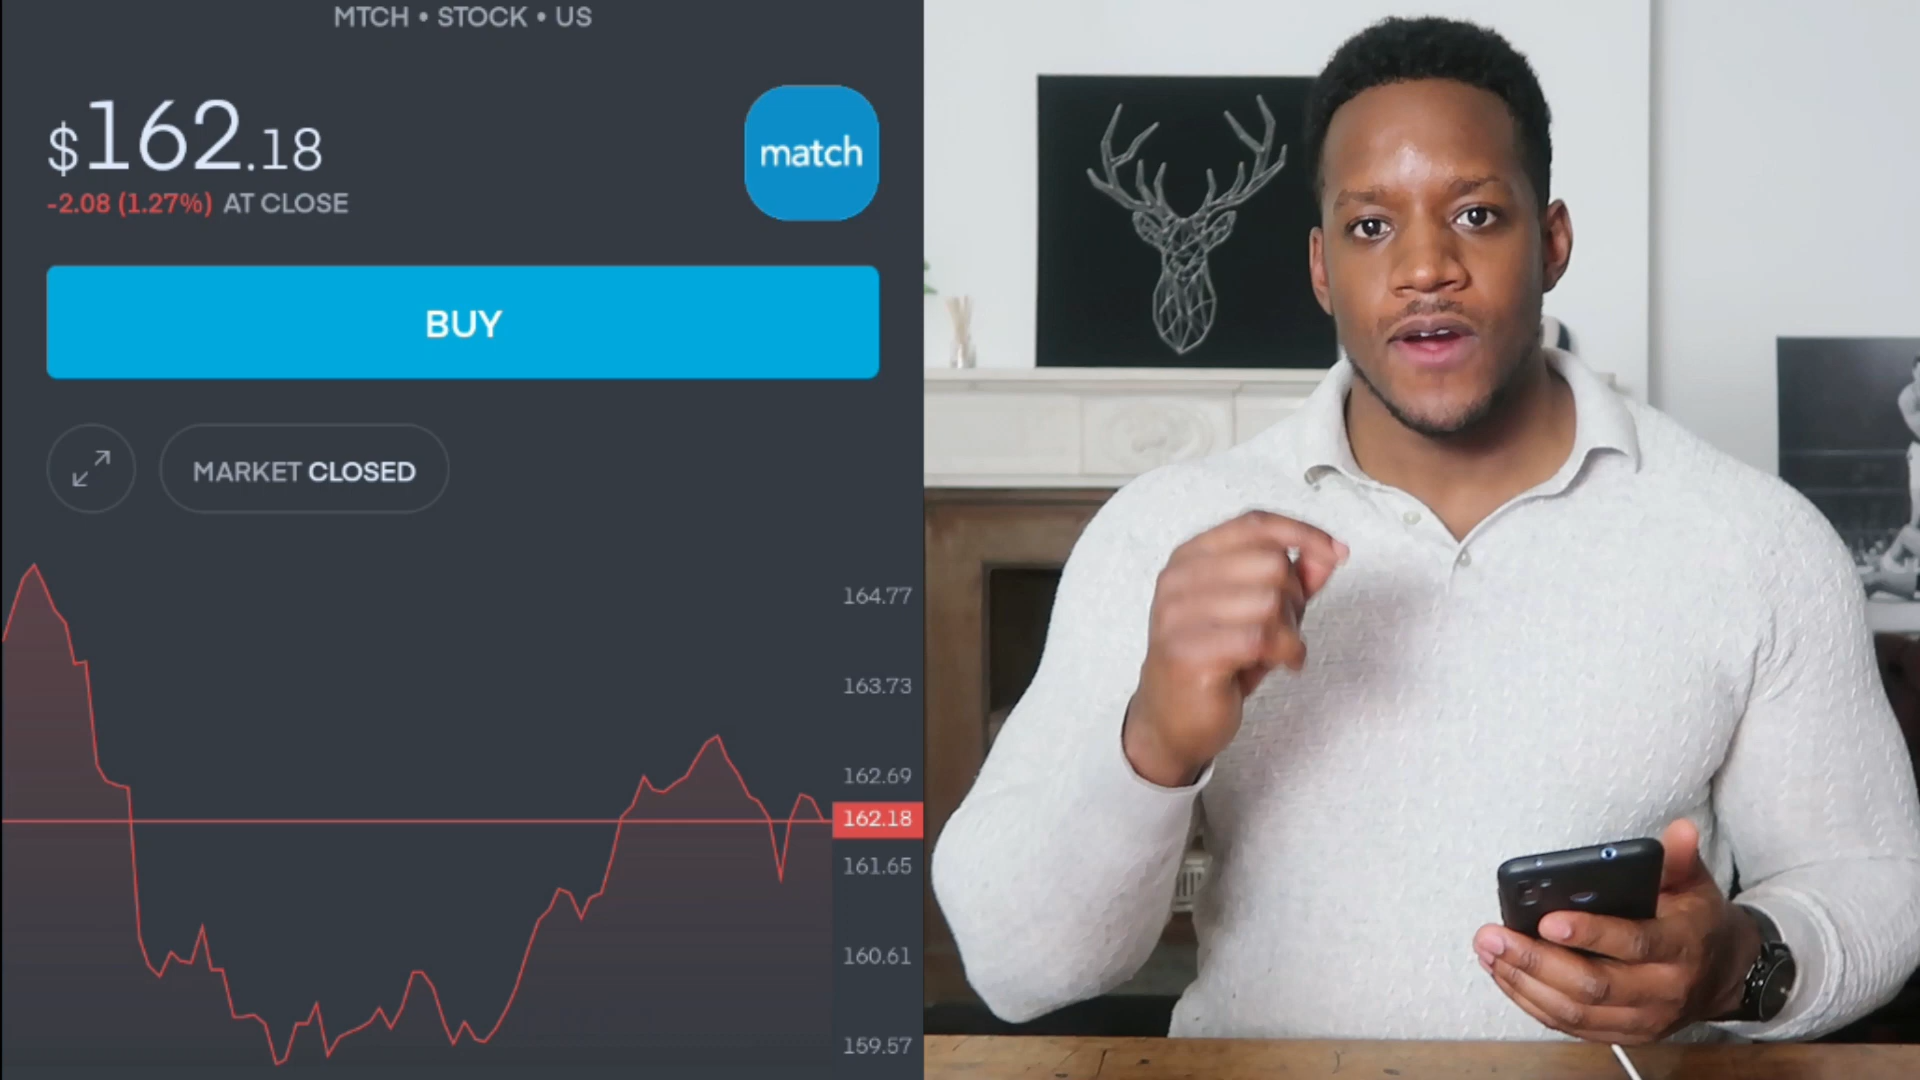 MTCH • STOCK • US
$162.18
match
-2.08 (1.27%) AT CLOSE
BUY
MARKET CLOSED
164.77
163.73
162.69
162.18
161.65
160.61
159.57